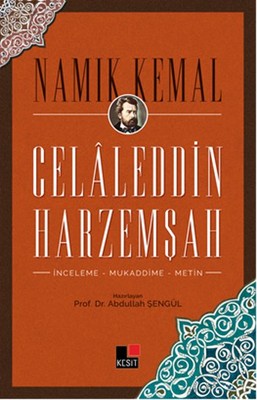 NAMIK KEMAL
CELÂLEDDİN
HARZEMŞAH
İNCELEME - MUKADDİME - METİN
Hazırlayan
Prof. Dr. Abdullah ŞENGÜL
KESİT